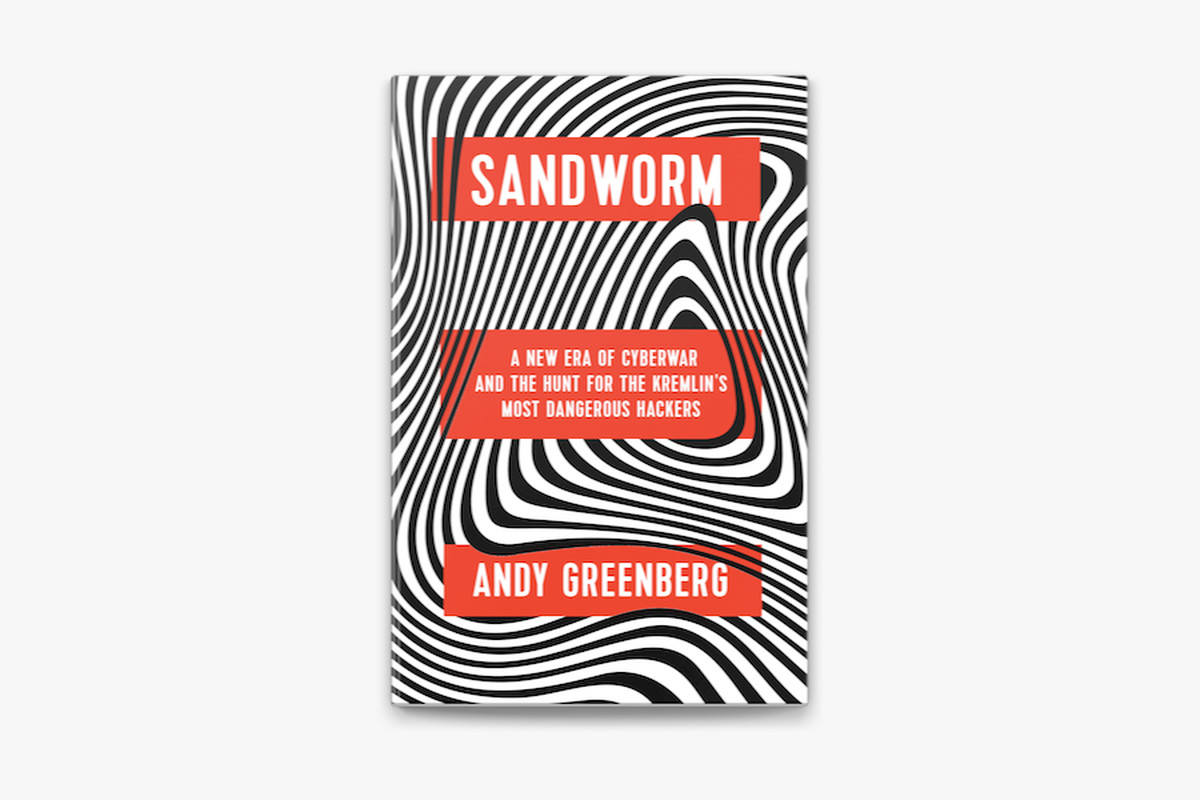 SANDWORM
A NEW ERA OF CYBERWAR
AND THE HUNT FOR THE KREMLIN'S
MOST DANGEROUS HACKERS
ANDY GREENBERG